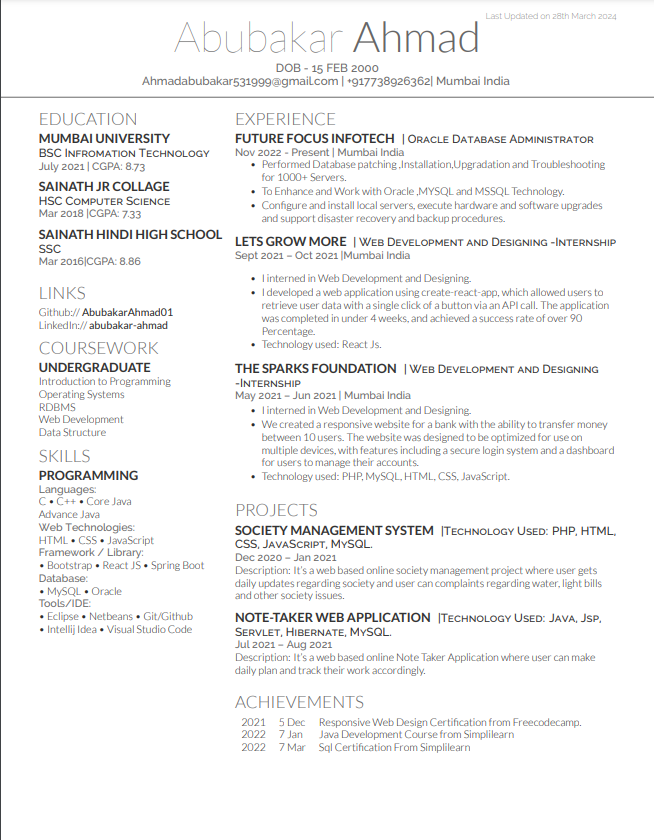 Last Updated on 28th March 2024
Abubakar Ahmad
DOB - 15 FEB 2000
Ahmadabubakar531999@gmail.com | +917738926362| Mumbai India
EDUCATION
MUMBAI UNIVERSITY
BSC Infromation Technology
July 2021 | CGPA: 8.73
SAINATH JR COLLAGE
HSC Computer Science
Mar 2018 |CGPA: 7.33
SAINATH HINDI HIGH SCHOOL
SSC
Mar 2016|CGPA: 8.86
LINKS
Github:// AbubakarAhmad01
LinkedIn:// abubakar-ahmad
COURSEWORK
UNDERGRADUATE
Introduction to Programming
Operating Systems
RDBMS
Web Development
Data Structure
SKILLS
PROGRAMMING
Languages:
C • C++ • Core Java
Advance Java
Web Technologies:
HTML • CSS • JavaScript
Framework / Library:
• Bootstrap • React JS • Spring Boot
Database:
• MySQL • Oracle
Tools/IDE:
• Eclipse • Netbeans • Git/Github
• Intellij Idea • Visual Studio Code
EXPERIENCE
FUTURE FOCUS INFOTECH | Oracle Database Administrator
Nov 2022 - Present | Mumbai India
• Performed Database patching ,Installation,Upgradation and Troubleshooting
for 1000+ Servers.
• To Enhance and Work with Oracle ,MYSQL and MSSQL Technology.
• Configure and install local servers, execute hardware and software upgrades
and support disaster recovery and backup procedures.
LETS GROW MORE | Web Development and Designing -Internship
Sept 2021 – Oct 2021 |Mumbai India
• I interned in Web Development and Designing.
• I developed a web application using create-react-app, which allowed users to
retrieve user data with a single click of a button via an API call. The application
was completed in under 4 weeks, and achieved a success rate of over 90
Percentage.
• Technology used: React Js.
THE SPARKS FOUNDATION | Web Development and Designing
-Internship
May 2021 – Jun 2021 | Mumbai India
• I interned in Web Development and Designing.
• We created a responsive website for a bank with the ability to transfer money
between 10 users. The website was designed to be optimized for use on
multiple devices, with features including a secure login system and a dashboard
for users to manage their accounts.
• Technology used: PHP, MySQL, HTML, CSS, JavaScript.
PROJECTS
SOCIETY MANAGEMENT SYSTEM |Technology Used: PHP, HTML,
CSS, JavaScript, MySQL.
Dec 2020 – Jan 2021
Description: It's a web based online society management project where user gets
daily updates regarding society and user can complaints regarding water, light bills
and other society issues.
NOTE-TAKER WEB APPLICATION |Technology Used: Java, Jsp,
Servlet, Hibernate, MySQL.
Jul 2021 – Aug 2021
Description: It's a web based online Note Taker Application where user can make
daily plan and track their work accordingly.
ACHIEVEMENTS
2021 5 Dec Responsive Web Design Certification from Freecodecamp.
2022 7 Jan Java Development Course from Simplilearn
2022 7 Mar Sql Certification From Simplilearn